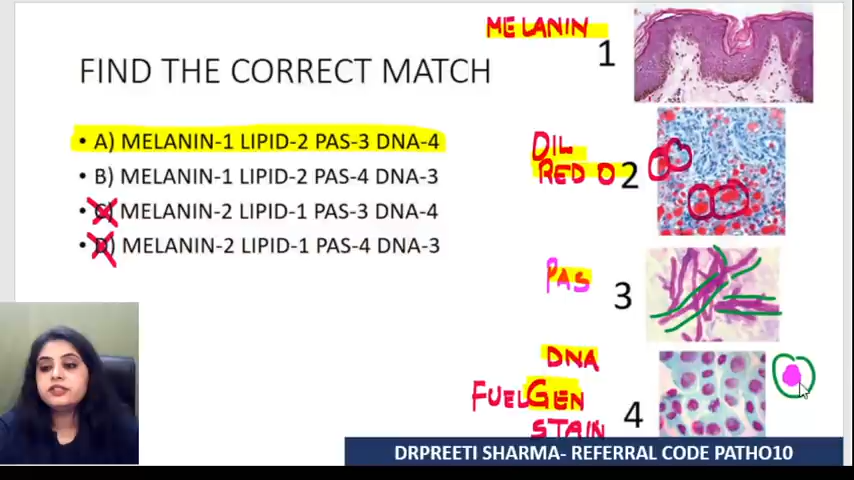 MELANIN
1
FIND THE CORRECT MATCH
• A) MELANIN-1 LIPID-2 PAS-3 DNA-4
• B) MELANIN-1 LIPID-2 PAS-4 DNA-3
• C) MELANIN-2 LIPID-1 PAS-3 DNA-4
• D) MELANIN-2 LIPID-1 PAS-4 DNA-3
OIL
RED O 2
PAS
3
DNA
FUELGEN
STAIN
4
DRPREETI SHARMA- REFERRAL CODE PATHO10